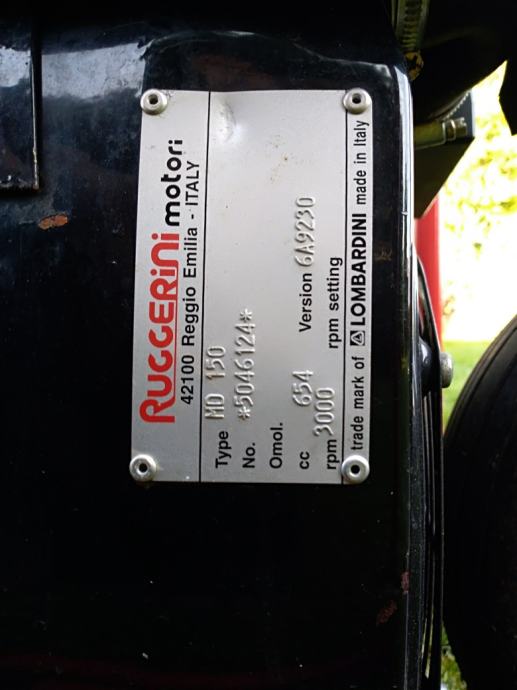 RUGGERiNi motori
42100 Reggio Emilia - ITALY
Type MD 150
No. *5046124*
Omol.
cc 654 Version 6A9230
rpm 3000 rpm setting
trade mark of LOMBARDINI made in Italy